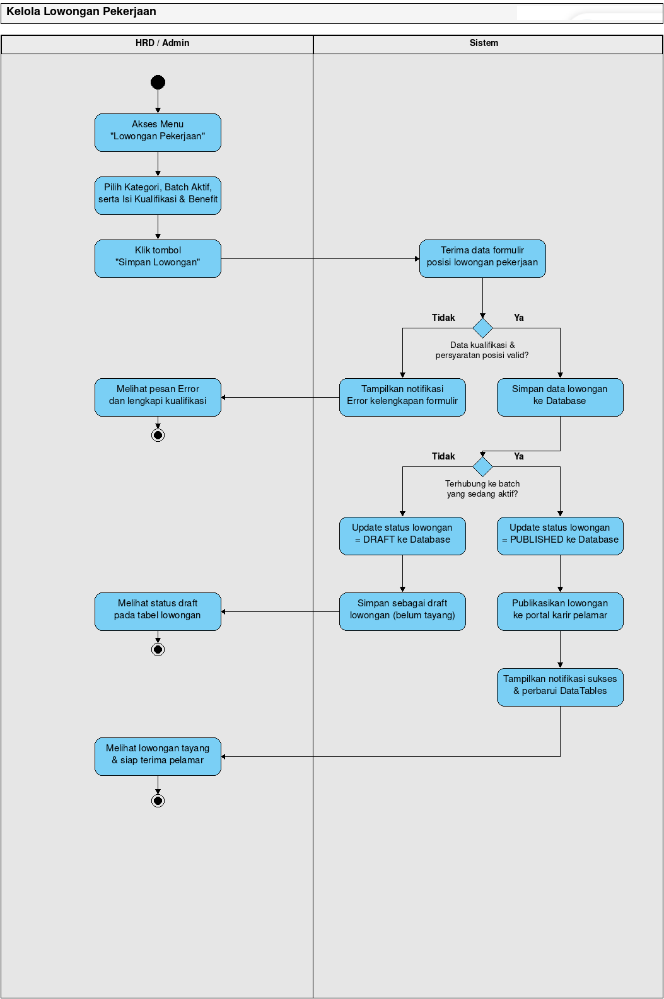 Kelola Lowongan Pekerjaan
HRD / Admin
Sistem
Akses Menu
"Lowongan Pekerjaan"
Pilih Kategori, Batch Aktif,
serta Isi Kualifikasi & Benefit
Klik tombol
"Simpan Lowongan"
Terima data formulir
posisi lowongan pekerjaan
Tidak
Ya
Data kualifikasi &
persyaratan posisi valid?
Melihat pesan Error
dan lengkapi kualifikasi
Tampilkan notifikasi
Error kelengkapan formulir
Simpan data lowongan
ke Database
Tidak
Ya
Terhubung ke batch
yang sedang aktif?
Update status lowongan
= DRAFT ke Database
Update status lowongan
= PUBLISHED ke Database
Melihat status draft
pada tabel lowongan
Simpan sebagai draft
lowongan (belum tayang)
Publikasikan lowongan
ke portal karir pelamar
Tampilkan notifikasi sukses
& perbarui DataTables
Melihat lowongan tayang
& siap terima pelamar